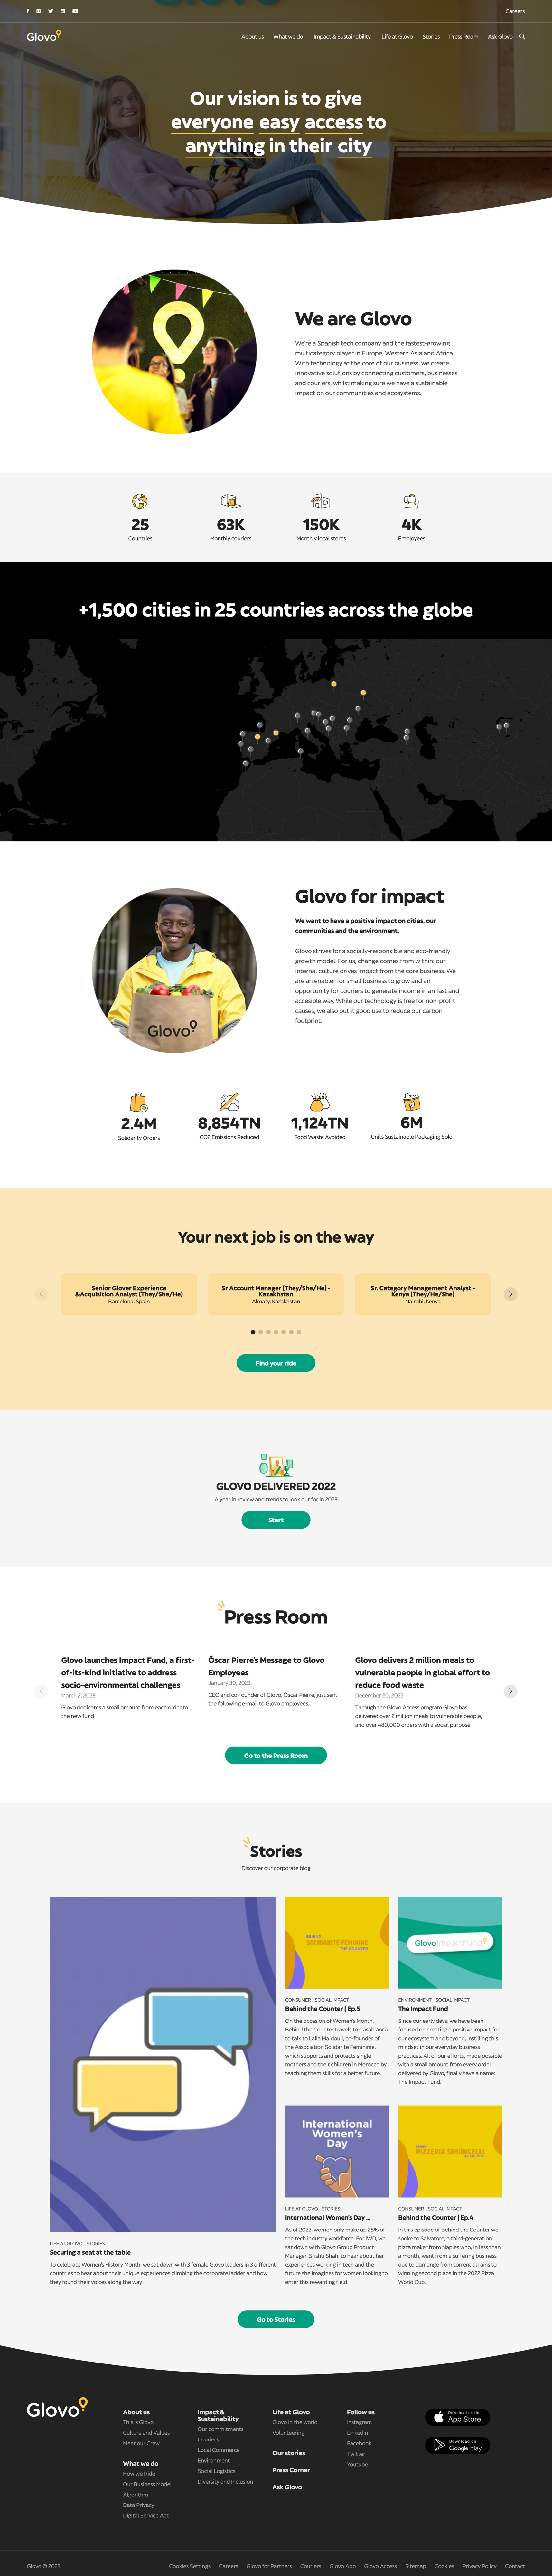 Careers
Glovo
About us What we do Impact & Sustainability Life at Glovo Stories Press Room Ask Glovo
Our vision is to give
everyone easy access to
anything in their city
We are Glovo
We're a Spanish tech company and the fastest-growing
multicategory player in Europe, Western Asia and Africa.
With technology at the core of our business, we create
innovative solutions by connecting customers, businesses
and couriers, whilst making sure we have a sustainable
impact on our communities and ecosystems.
25 63K 150K 4K
Countries Monthly couriers Monthly local stores Employees
+1,500 cities in 25 countries across the globe
Glovo for impact
We want to have a positive impact on cities, our
communities and the environment.
Glovo strives for a socially-responsible and eco-friendly
growth model. For us, change comes from within: our
internal culture drives impact from the core business. We
are an enabler for small business to grow and an
opportunity for couriers to generate income in an fast and
accesible way. While our technology is free for non-profit
causes, we also put it good use to reduce our carbon
footprint.
Glovo
2.4M 8,854TN 1,124TN 6M
Solidarity Orders CO2 Emissions Reduced Food Waste Avoided Units Sustainable Packaging Sold
Your next job is on the way
Senior Glover Experience
&Acquisition Analyst (They/She/He)
Barcelona, Spain
Sr Account Manager (They/She/He) -
Kazakhstan
Almaty, Kazakhstan
Sr. Category Management Analyst -
Kenya (They/He/She)
Nairobi, Kenya
Find your ride
GLOVO DELIVERED 2022
A year in review and trends to look out for in 2023
Start
Press Room
Glovo launches Impact Fund, a first-
of-its-kind initiative to address
socio-environmental challenges
March 2, 2023
Glovo dedicates a small amount from each order to
the new fund
Óscar Pierre's Message to Glovo
Employees
January 30, 2023
CEO and co-founder of Glovo, Óscar Pierre, just sent
the following e-mail to Glovo employees.
Glovo delivers 2 million meals to
vulnerable people in global effort to
reduce food waste
December 20, 2022
Through the Glovo Access program Glovo has
delivered over 2 million meals to vulnerable people,
and over 480,000 orders with a social purpose
Go to the Press Room
Stories
Discover our corporate blog
LIFE AT GLOVO STORIES
Securing a seat at the table
To celebrate Women's History Month, we sat down with 3 female Glovo leaders in 3 different
countries to hear about their unique experiences climbing the corporate ladder and how
they found their voices along the way.
BEHIND
SOLIDARITÉ FÉMININE
THE COUNTER
CONSUMER SOCIAL IMPACT
Behind the Counter | Ep.5
On the occasion of Women's Month,
Behind the Counter travels to Casablanca
to talk to Laila Majdouli, co-founder of
the Association Solidarité Féminine,
which supports and protects single
mothers and their children in Morocco by
teaching them skills for a better future.
GlovoImpactFund
ENVIRONMENT SOCIAL IMPACT
The Impact Fund
Since our early days, we have been
focused on creating a positive impact for
our ecosystem and beyond, instilling this
mindset in our everyday business
practices. All of our efforts, made possible
with a small amount from every order
delivered by Glovo, finally have a name:
The Impact Fund.
International
Women's
Day
LIFE AT GLOVO STORIES
International Women's Day ...
As of 2022, women only make up 28% of
the tech industry workforce. For IWD, we
sat down with Glovo Group Product
Manager, Srishti Shah, to hear about her
experiences working in tech and the
future she imagines for women looking to
enter this rewarding field.
BEHIND
PIZZERIA SIMONCELLI
THE COUNTER
CONSUMER SOCIAL IMPACT
Behind the Counter | Ep.4
In this episode of Behind the Counter we
spoke to Salvatore, a third-generation
pizza maker from Naples who, in less than
a month, went from a suffering business
due to damage from torrential rains to
winning second place in the 2022 Pizza
World Cup.
Go to Stories
Glovo
About us
This is Glovo
Culture and Values
Meet our Crew
What we do
How we Ride
Our Business Model
Algorithm
Data Privacy
Digital Service Act
Impact &
Sustainability
Our commitments
Couriers
Local Commerce
Environment
Social Logistics
Diversity and Inclusion
Life at Glovo
Glovo in the world
Volunteering
Our stories
Press Corner
Ask Glovo
Follow us
Instagram
Linkedin
Facebook
Twitter
Youtube
Download on the
App Store
Download on
Google play
Glovo © 2023
Cookies Settings Careers Glovo for Partners Couriers Glovo App Glovo Access Sitemap Cookies Privacy Policy Contact